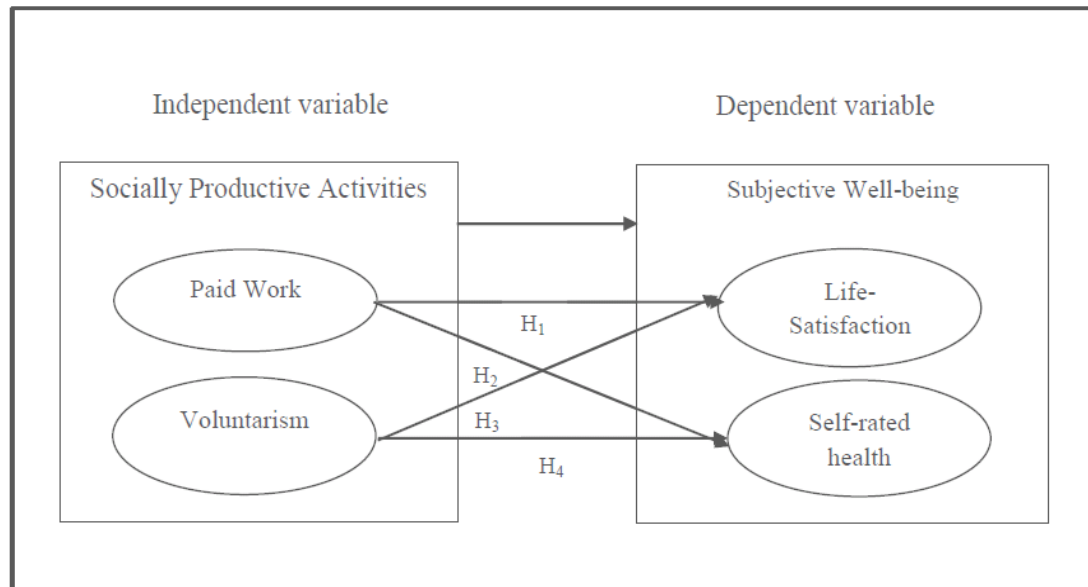 Independent variable
Dependent variable
Socially Productive Activities
Subjective Well-being
Paid Work
Life-
Satisfaction
H₁
H₂
Voluntarism
H₃
Self-rated
health
H₄